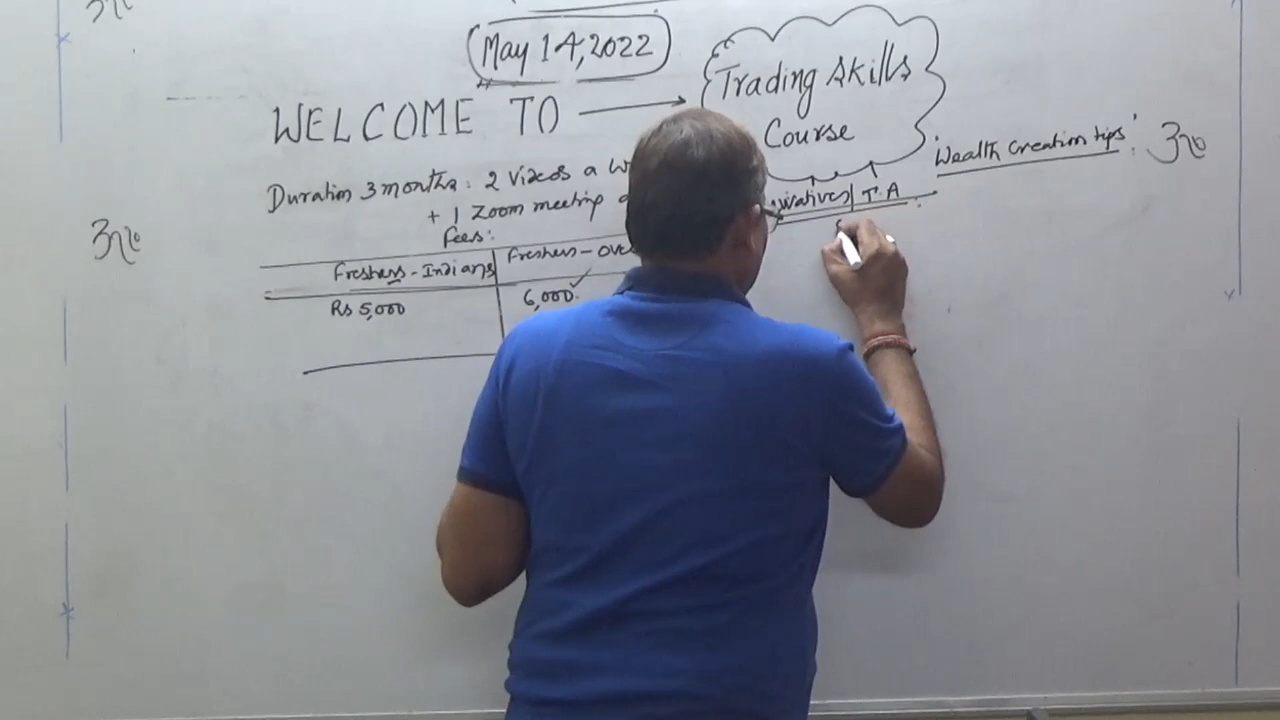 May 14, 2022
WELCOME TO
Trading Skills
Course
'Wealth Creation tips'
Duration 3 months: 2 Videos a
+ 1 Zoom meeting
T.A
Fees:
Freshers - Indians
Freshers -
Rs 5,000
6,000